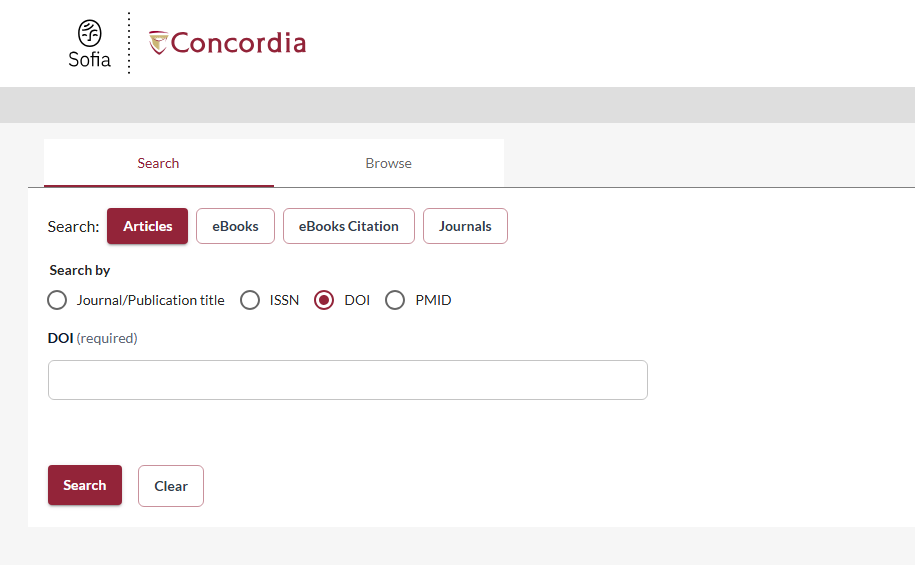 Sofia
Concordia
Search Browse
Search: Articles eBooks eBooks Citation Journals
Search by
Journal/Publication title ISSN DOI PMID
DOI (required)
Search Clear